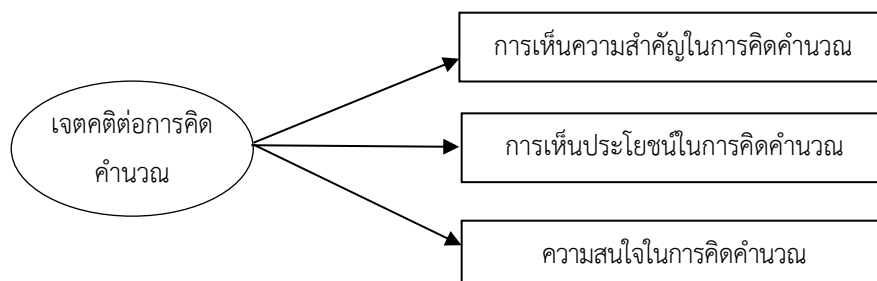 การเห็นความสำคัญในการคิดคำนวณ
เจตคติต่อการคิด
คำนวณ
การเห็นประโยชน์ในการคิดคำนวณ
ความสนใจในการคิดคำนวณ